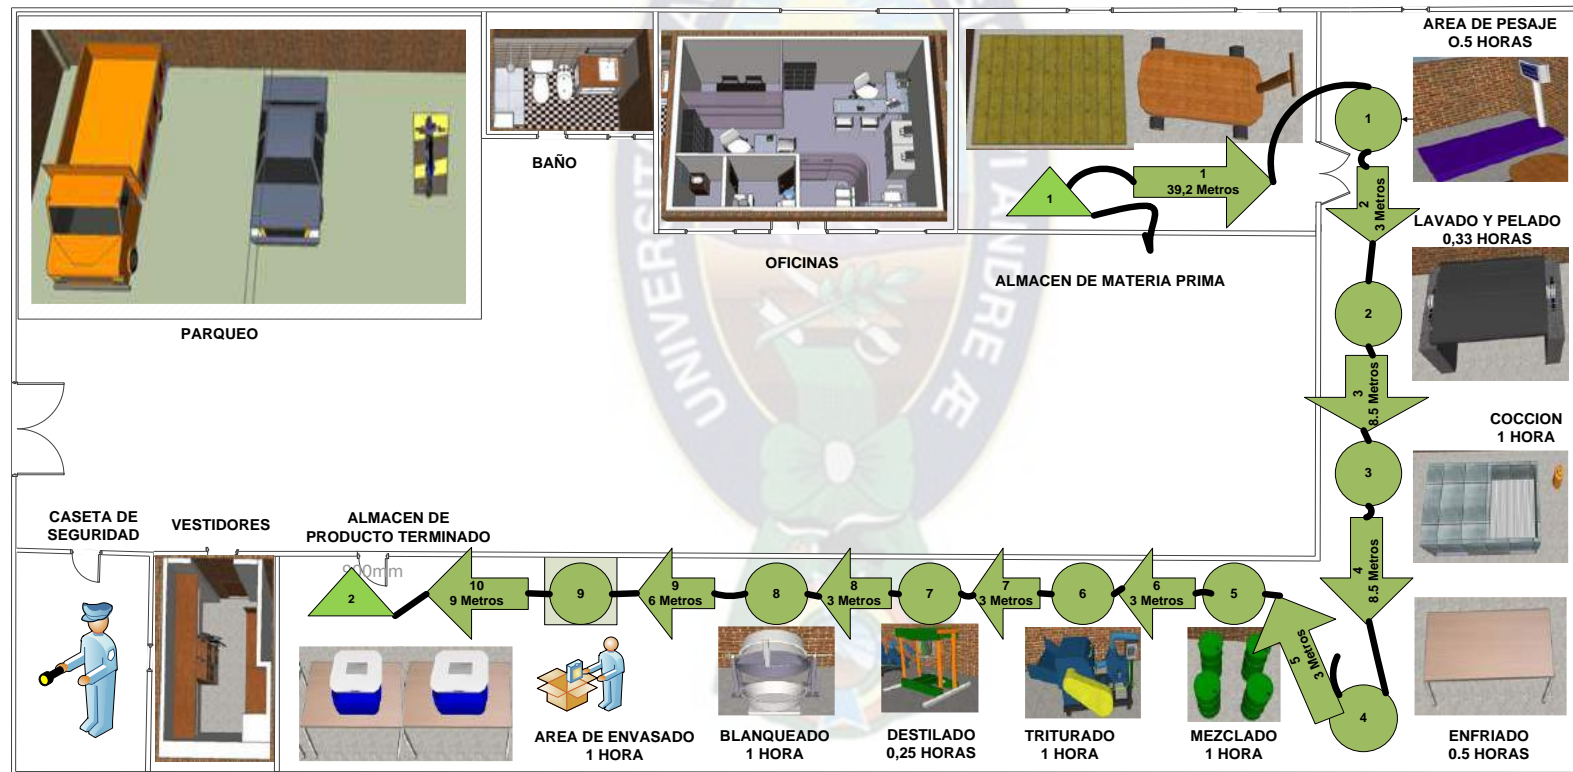 AREA DE PESAJE
O.5 HORAS
1
1
39,2 Metros
1
2
3 Metros
BAÑO
OFICINAS
ALMACEN DE MATERIA PRIMA
LAVADO Y PELADO
0,33 HORAS
2
PARQUEO
3
8.5 Metros
COCCION
1 HORA
3
UNIVERSIT
ANDRE Æ
CASETA DE
SEGURIDAD
VESTIDORES
ALMACEN DE
PRODUCTO TERMINADO
900mm
4
8.5 Metros
2
10
9 Metros
9
9
6 Metros
8
8
3 Metros
7
7
3 Metros
6
6
3 Metros
5
5
3 Metros
4
AREA DE ENVASADO
1 HORA
BLANQUEADO
1 HORA
DESTILADO
0,25 HORAS
TRITURADO
1 HORA
MEZCLADO
1 HORA
ENFRIADO
0.5 HORAS